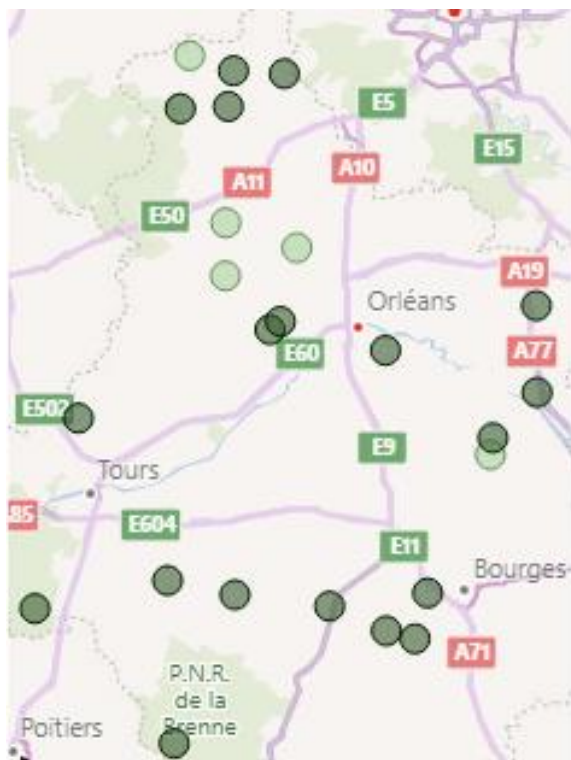 E5
E15
A11
A10
E50
A19
Orléans
E60
A77
E502
E9
Tours
85
E604
E11
Bourges
A71
P.N.R.
de la
Brenne
Poitiers